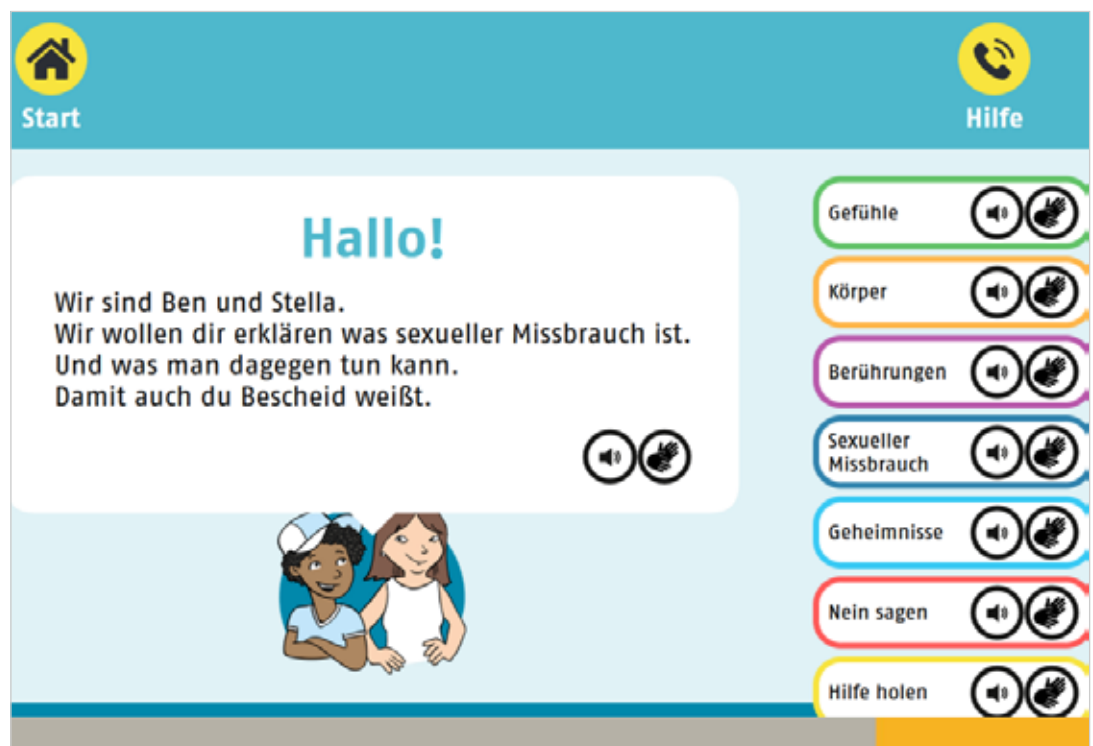 Start
Hilfe
Hallo!
Wir sind Ben und Stella.
Wir wollen dir erklären was sexueller Missbrauch ist.
Und was man dagegen tun kann.
Damit auch du Bescheid weißt.
Gefühle
Körper
Berührungen
Sexueller
Missbrauch
Geheimnisse
Nein sagen
Hilfe holen